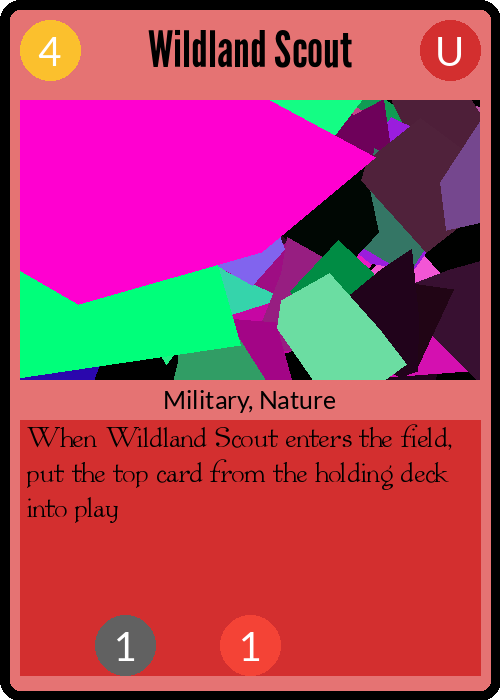 4 Wildland Scout U
Military, Nature
When Wildland Scout enters the field,
put the top card from the holding deck
into play
1 1